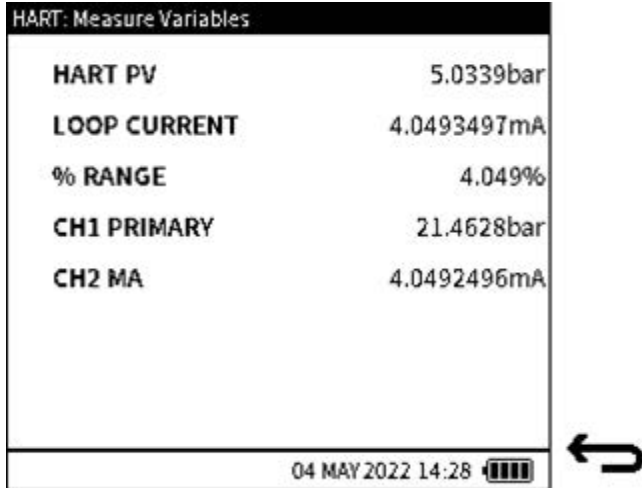 HART: Measure Variables
HART PV 5.0339bar
LOOP CURRENT 4.0493497mA
% RANGE 4.049%
CH1 PRIMARY 21.4628bar
CH2 MA 4.0492496mA
04 MAY 2022 14:28